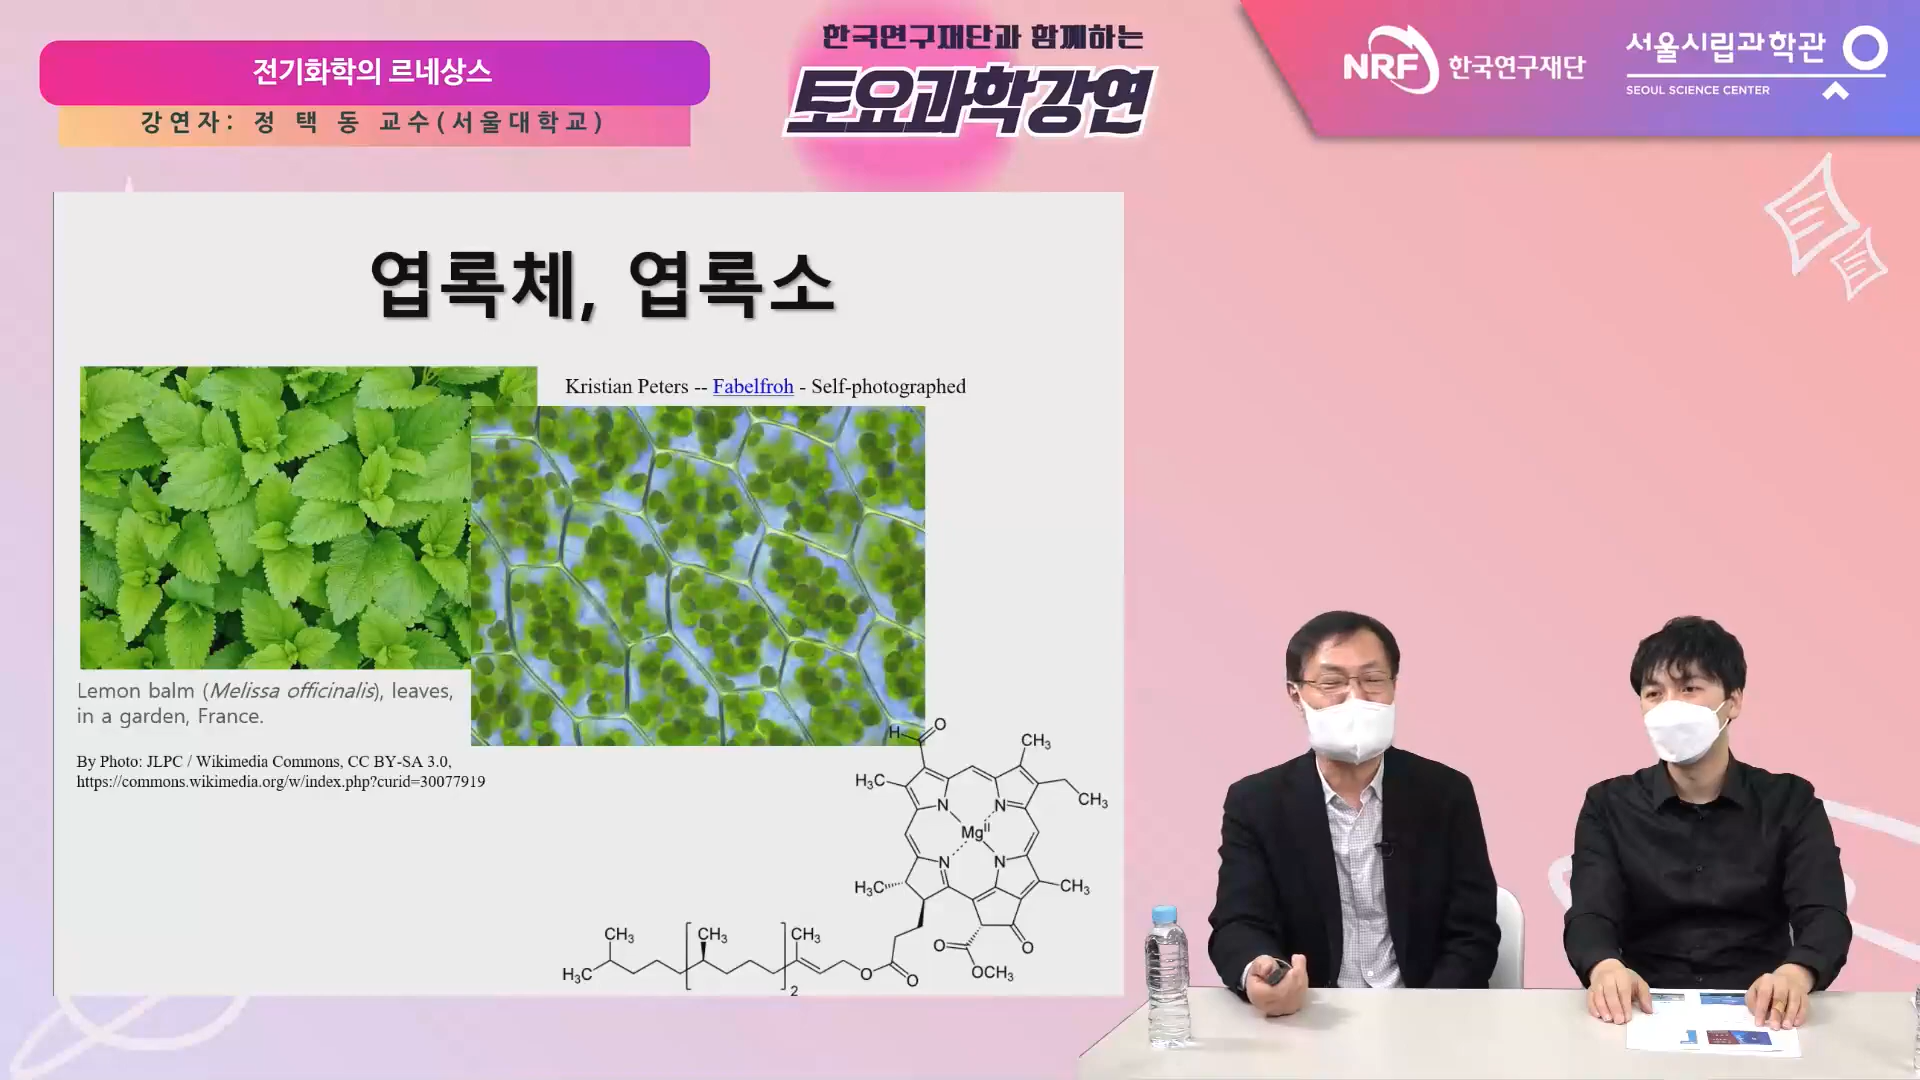 전기화학의 르네상스
강연자: 정 택 동 교수(서울대학교)
한국연구재단과 함께하는
토요과학강연
NRF 한국연구재단
서울시립과학관
SEOUL SCIENCE CENTER
엽록체, 엽록소
Kristian Peters -- Fabelfroh - Self-photographed
Lemon balm (Melissa officinalis), leaves,
in a garden, France.
By Photo: JLPC / Wikimedia Commons, CC BY-SA 3.0,
https://commons.wikimedia.org/w/index.php?curid=30077919
H O
CH3
H3C
CH3
N N
Mg II
N N
H3C
CH3
O
O
OCH3
CH3
CH3
CH3
H3C
O
O
2